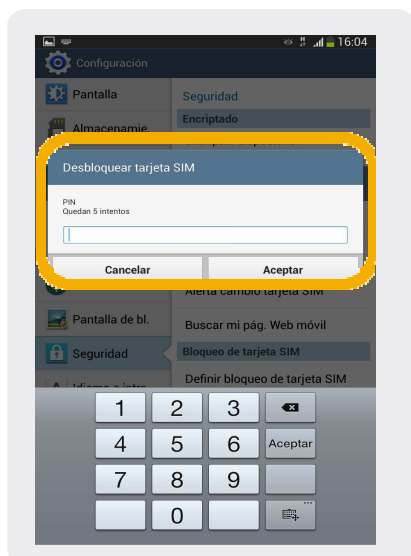 16:04
Configuración
Pantalla
Seguridad
Almacenamie.
Encriptado
Desbloquear tarjeta SIM
PIN
Quedan 5 intentos
Cancelar
Aceptar
Alerta cambio tarjeta SIM
Pantalla de bl.
Buscar mi pág. Web móvil
Seguridad
Bloqueo de tarjeta SIM
Definir bloqueo de tarjeta SIM
1 2 3
4 5 6 Aceptar
7 8 9
0